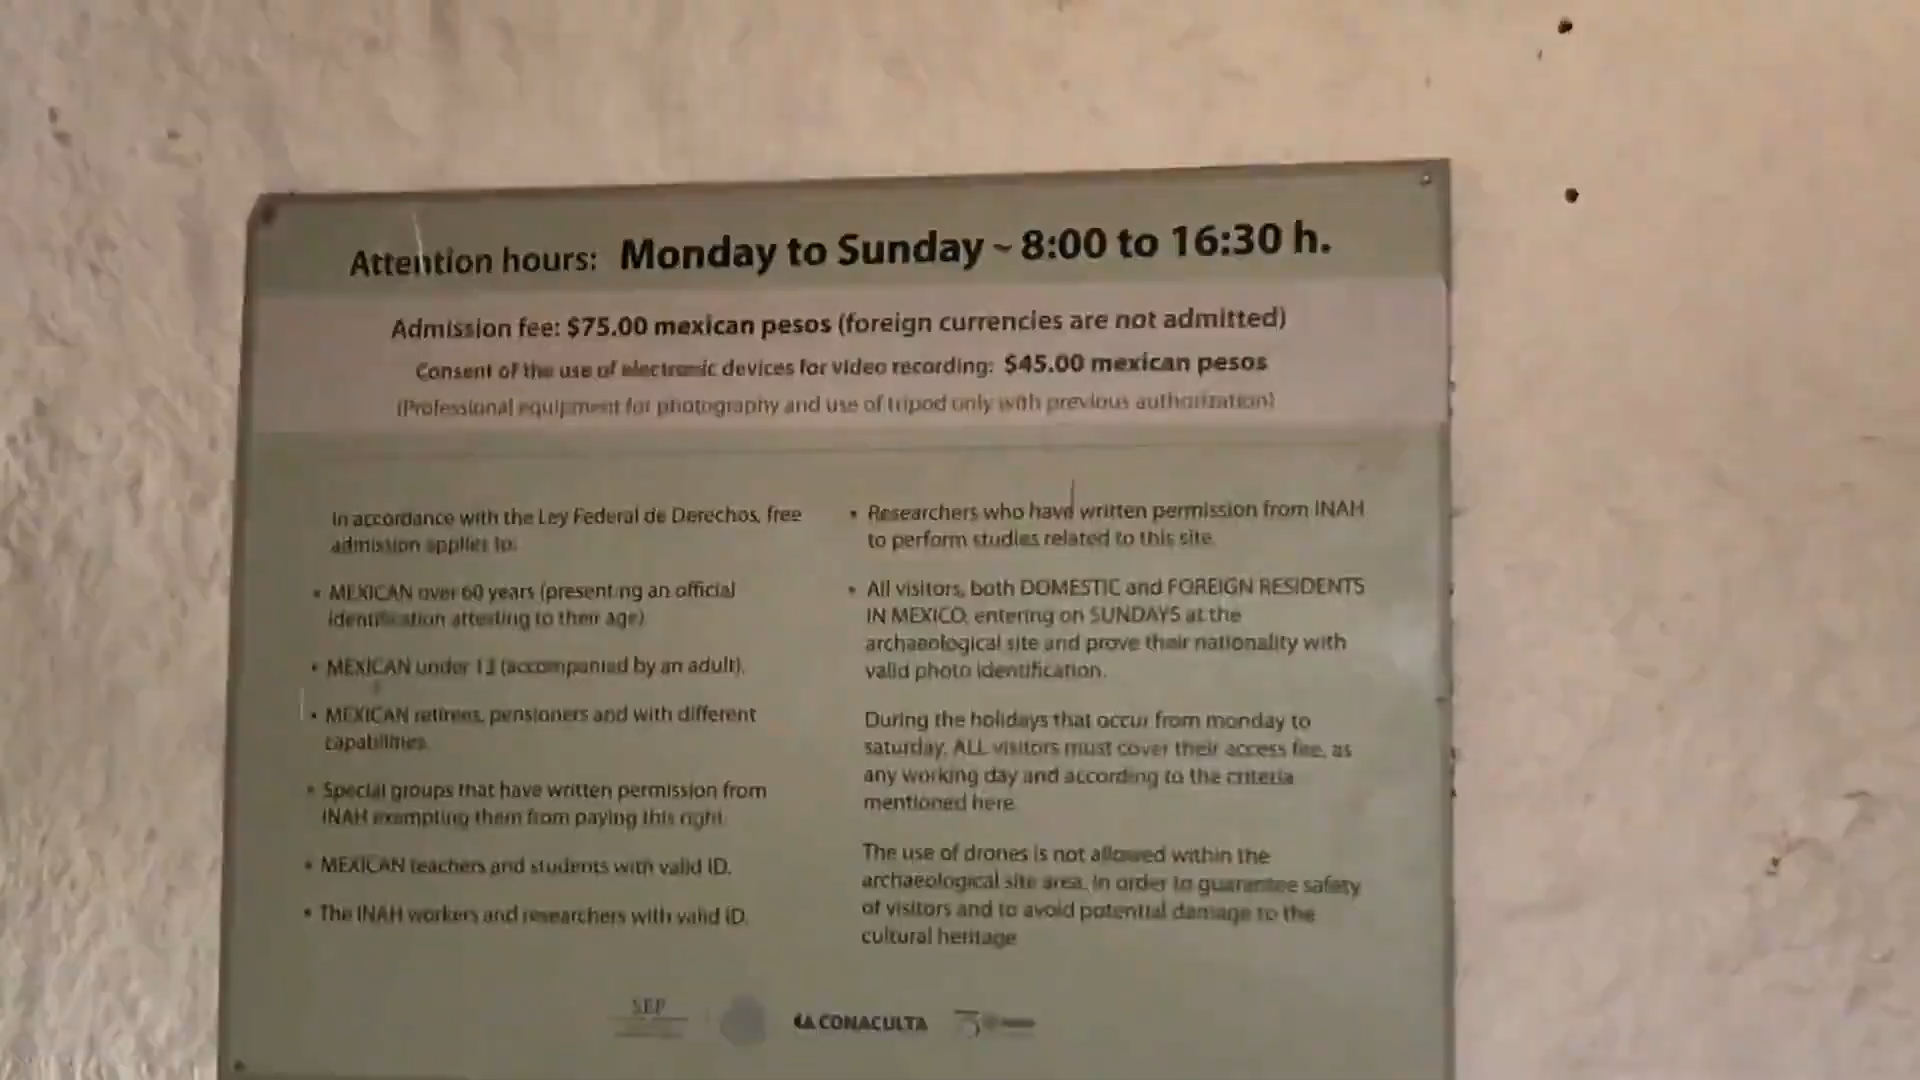 Attention hours: Monday to Sunday ~ 8:00 to 16:30 h.
Admission fee: $75.00 mexican pesos (foreign currencies are not admitted)
Consent of the use of electronic devices for video recording: $45.00 mexican pesos
(Professional equipment for photography and use of tripod only with previous authorization)
In accordance with the Ley Federal de Derechos, free
admission applies to:
• MEXICAN over 60 years (presenting an official
identification attesting to their age)
• MEXICAN under 13 (accompanied by an adult).
• MEXICAN retirees, pensioners and with different
capabilities.
• Special groups that have written permission from
INAH exempting them from paying this right.
• MEXICAN teachers and students with valid ID.
• The INAH workers and researchers with valid ID.
• Researchers who have written permission from INAH
to perform studies related to this site.
• All visitors, both DOMESTIC and FOREIGN RESIDENTS
IN MEXICO, entering on SUNDAYS at the
archaeological site and prove their nationality with
valid photo identification.
During the holidays that occur from monday to
saturday, ALL visitors must cover their access fee, as
any working day and according to the criteria
mentioned here.
The use of drones is not allowed within the
archaeological site area, in order to guarantee safety
of visitors and to avoid potential damage to the
cultural heritage
SEP
CONACULTA